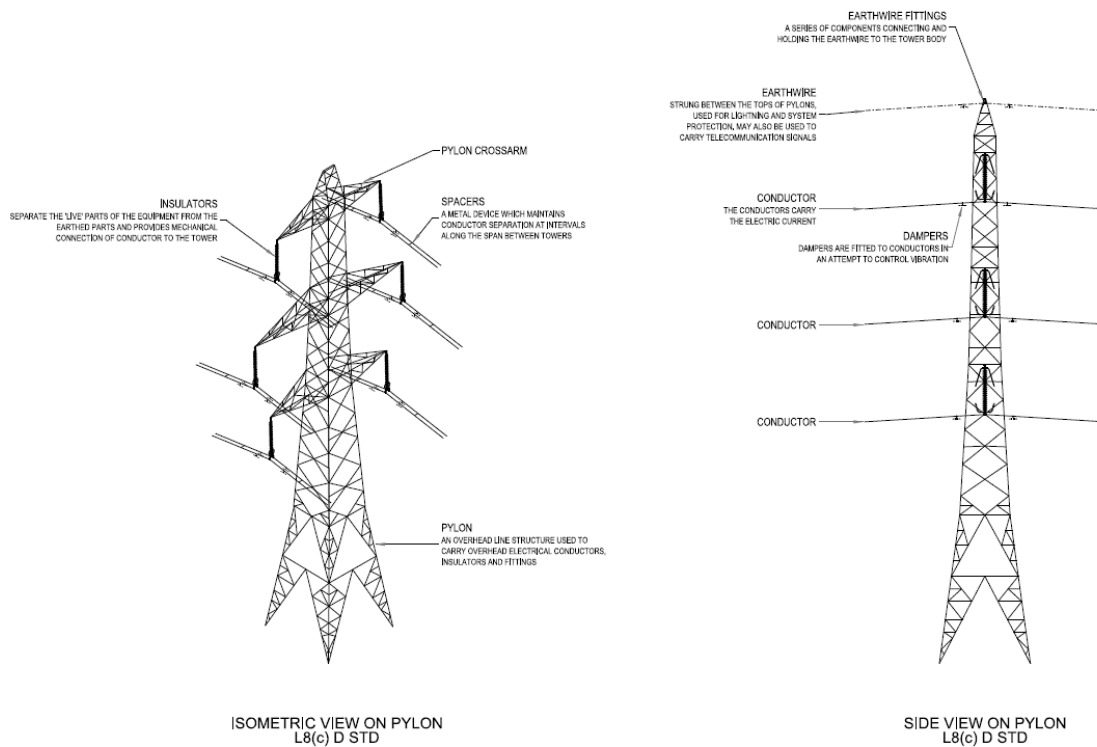 PYLON CROSSARM
INSULATORS
SEPARATE THE 'LIVE' PARTS OF THE EQUIPMENT FROM THE
EARTHED PARTS AND PROVIDES MECHANICAL
CONNECTION OF CONDUCTOR TO THE TOWER
SPACERS
A METAL DEVICE WHICH MAINTAINS
CONDUCTOR SEPARATION AT INTERVALS
ALONG THE SPAN BETWEEN TOWERS
PYLON
AN OVERHEAD LINE STRUCTURE USED TO
CARRY OVERHEAD ELECTRICAL CONDUCTORS,
INSULATORS AND FITTINGS
ISOMETRIC VIEW ON PYLON
L8(c) D STD
EARTHWIRE FITTINGS
A SERIES OF COMPONENTS CONNECTING AND
HOLDING THE EARTHWIRE TO THE TOWER BODY
EARTHWIRE
STRUNG BETWEEN THE TOPS OF PYLONS,
USED FOR LIGHTNING AND SYSTEM
PROTECTION, MAY ALSO BE USED TO
CARRY TELECOMMUNICATION SIGNALS
CONDUCTOR
THE CONDUCTORS CARRY
THE ELECTRIC CURRENT
DAMPERS
DAMPERS ARE FITTED TO CONDUCTORS IN
AN ATTEMPT TO CONTROL VIBRATION
CONDUCTOR
CONDUCTOR
SIDE VIEW ON PYLON
L8(c) D STD